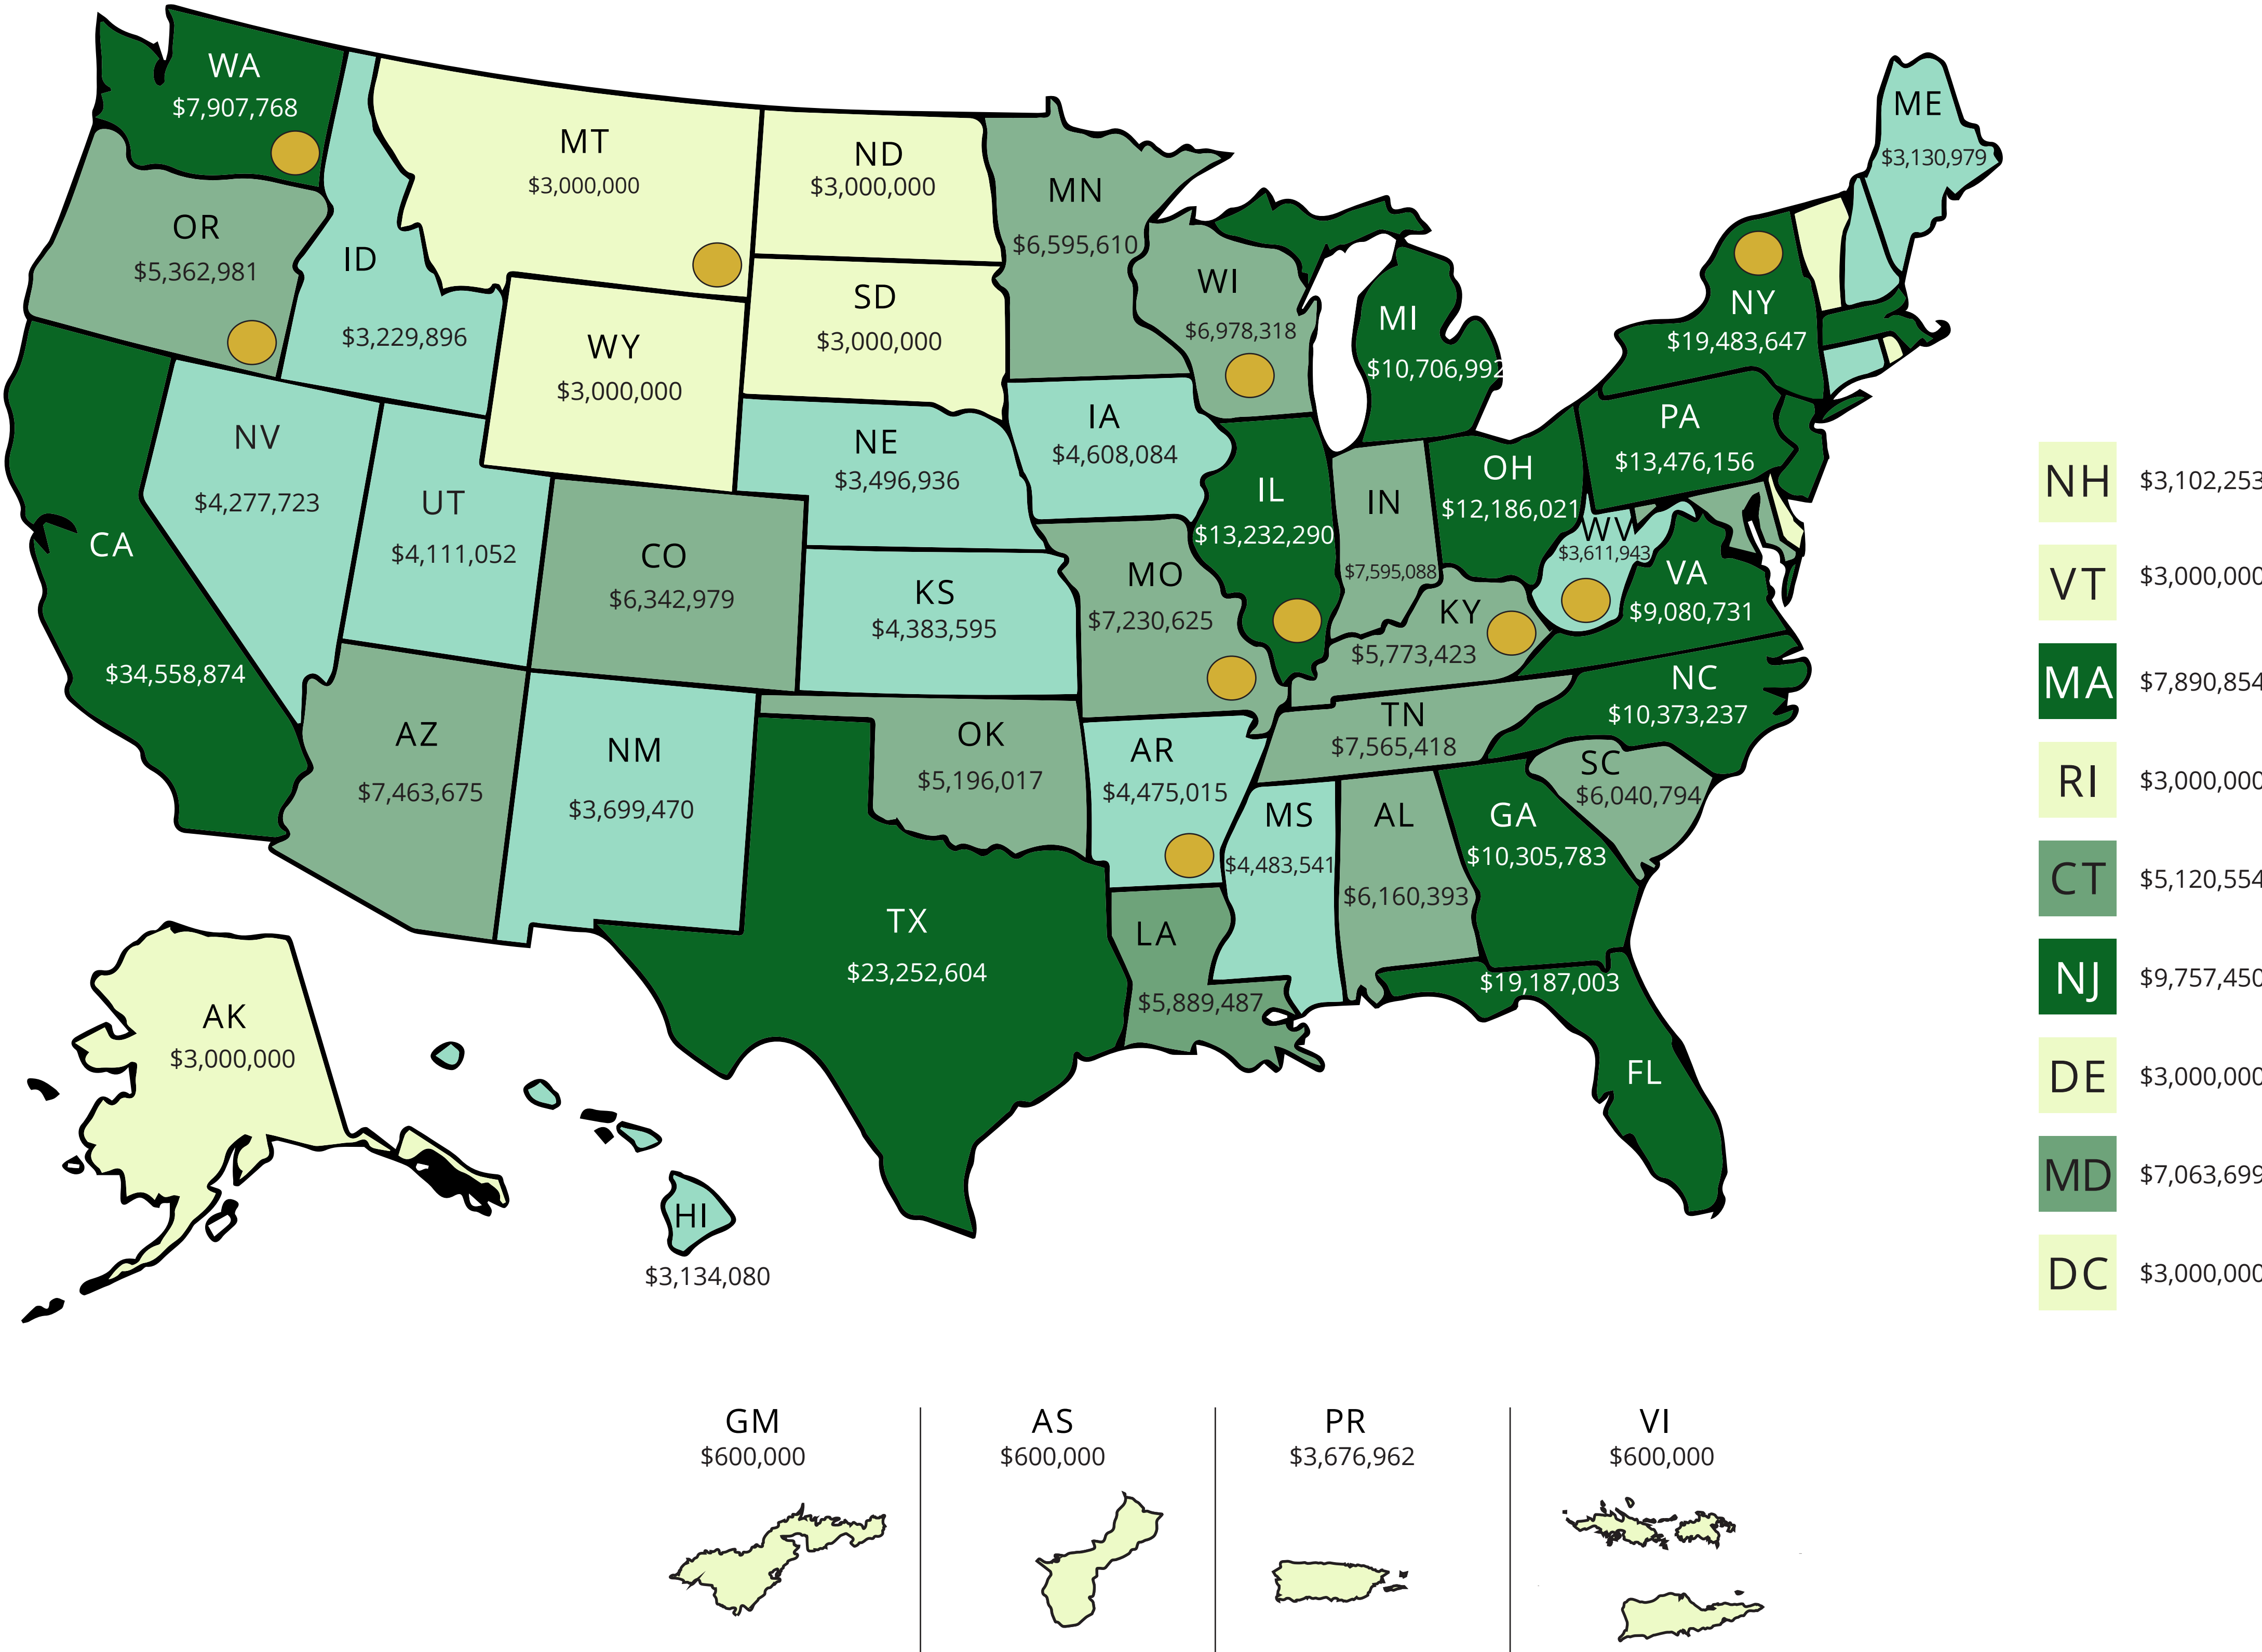 WA
$7,907,768
OR
$5,362,981
ID
$3,229,896
MT
$3,000,000
ND
$3,000,000
MN
$6,595,610
SD
$3,000,000
WY
$3,000,000
WI
$6,978,318
MI
$10,706,992
ME
$3,130,979
NY
$19,483,647
PA
$13,476,156
NV
$4,277,723
UT
$4,111,052
NE
$3,496,936
IA
$4,608,084
IL
$13,232,290
IN
$7,595,088
OH
$12,186,021
WV
$3,611,943
VA
$9,080,731
CA
$34,558,874
CO
$6,342,979
KS
$4,383,595
MO
$7,230,625
KY
$5,773,423
NC
$10,373,237
TN
$7,565,418
SC
$6,040,794
AZ
$7,463,675
NM
$3,699,470
OK
$5,196,017
AR
$4,475,015
MS
$4,483,541
AL
$6,160,393
GA
$10,305,783
TX
$23,252,604
LA
$5,889,487
$19,187,003
FL
AK
$3,000,000
HI
$3,134,080
NH $3,102,253
VT $3,000,000
MA $7,890,854
RI $3,000,000
CT $5,120,554
NJ $9,757,450
DE $3,000,000
MD $7,063,699
DC $3,000,000
GM
$600,000
AS
$600,000
PR
$3,676,962
VI
$600,000